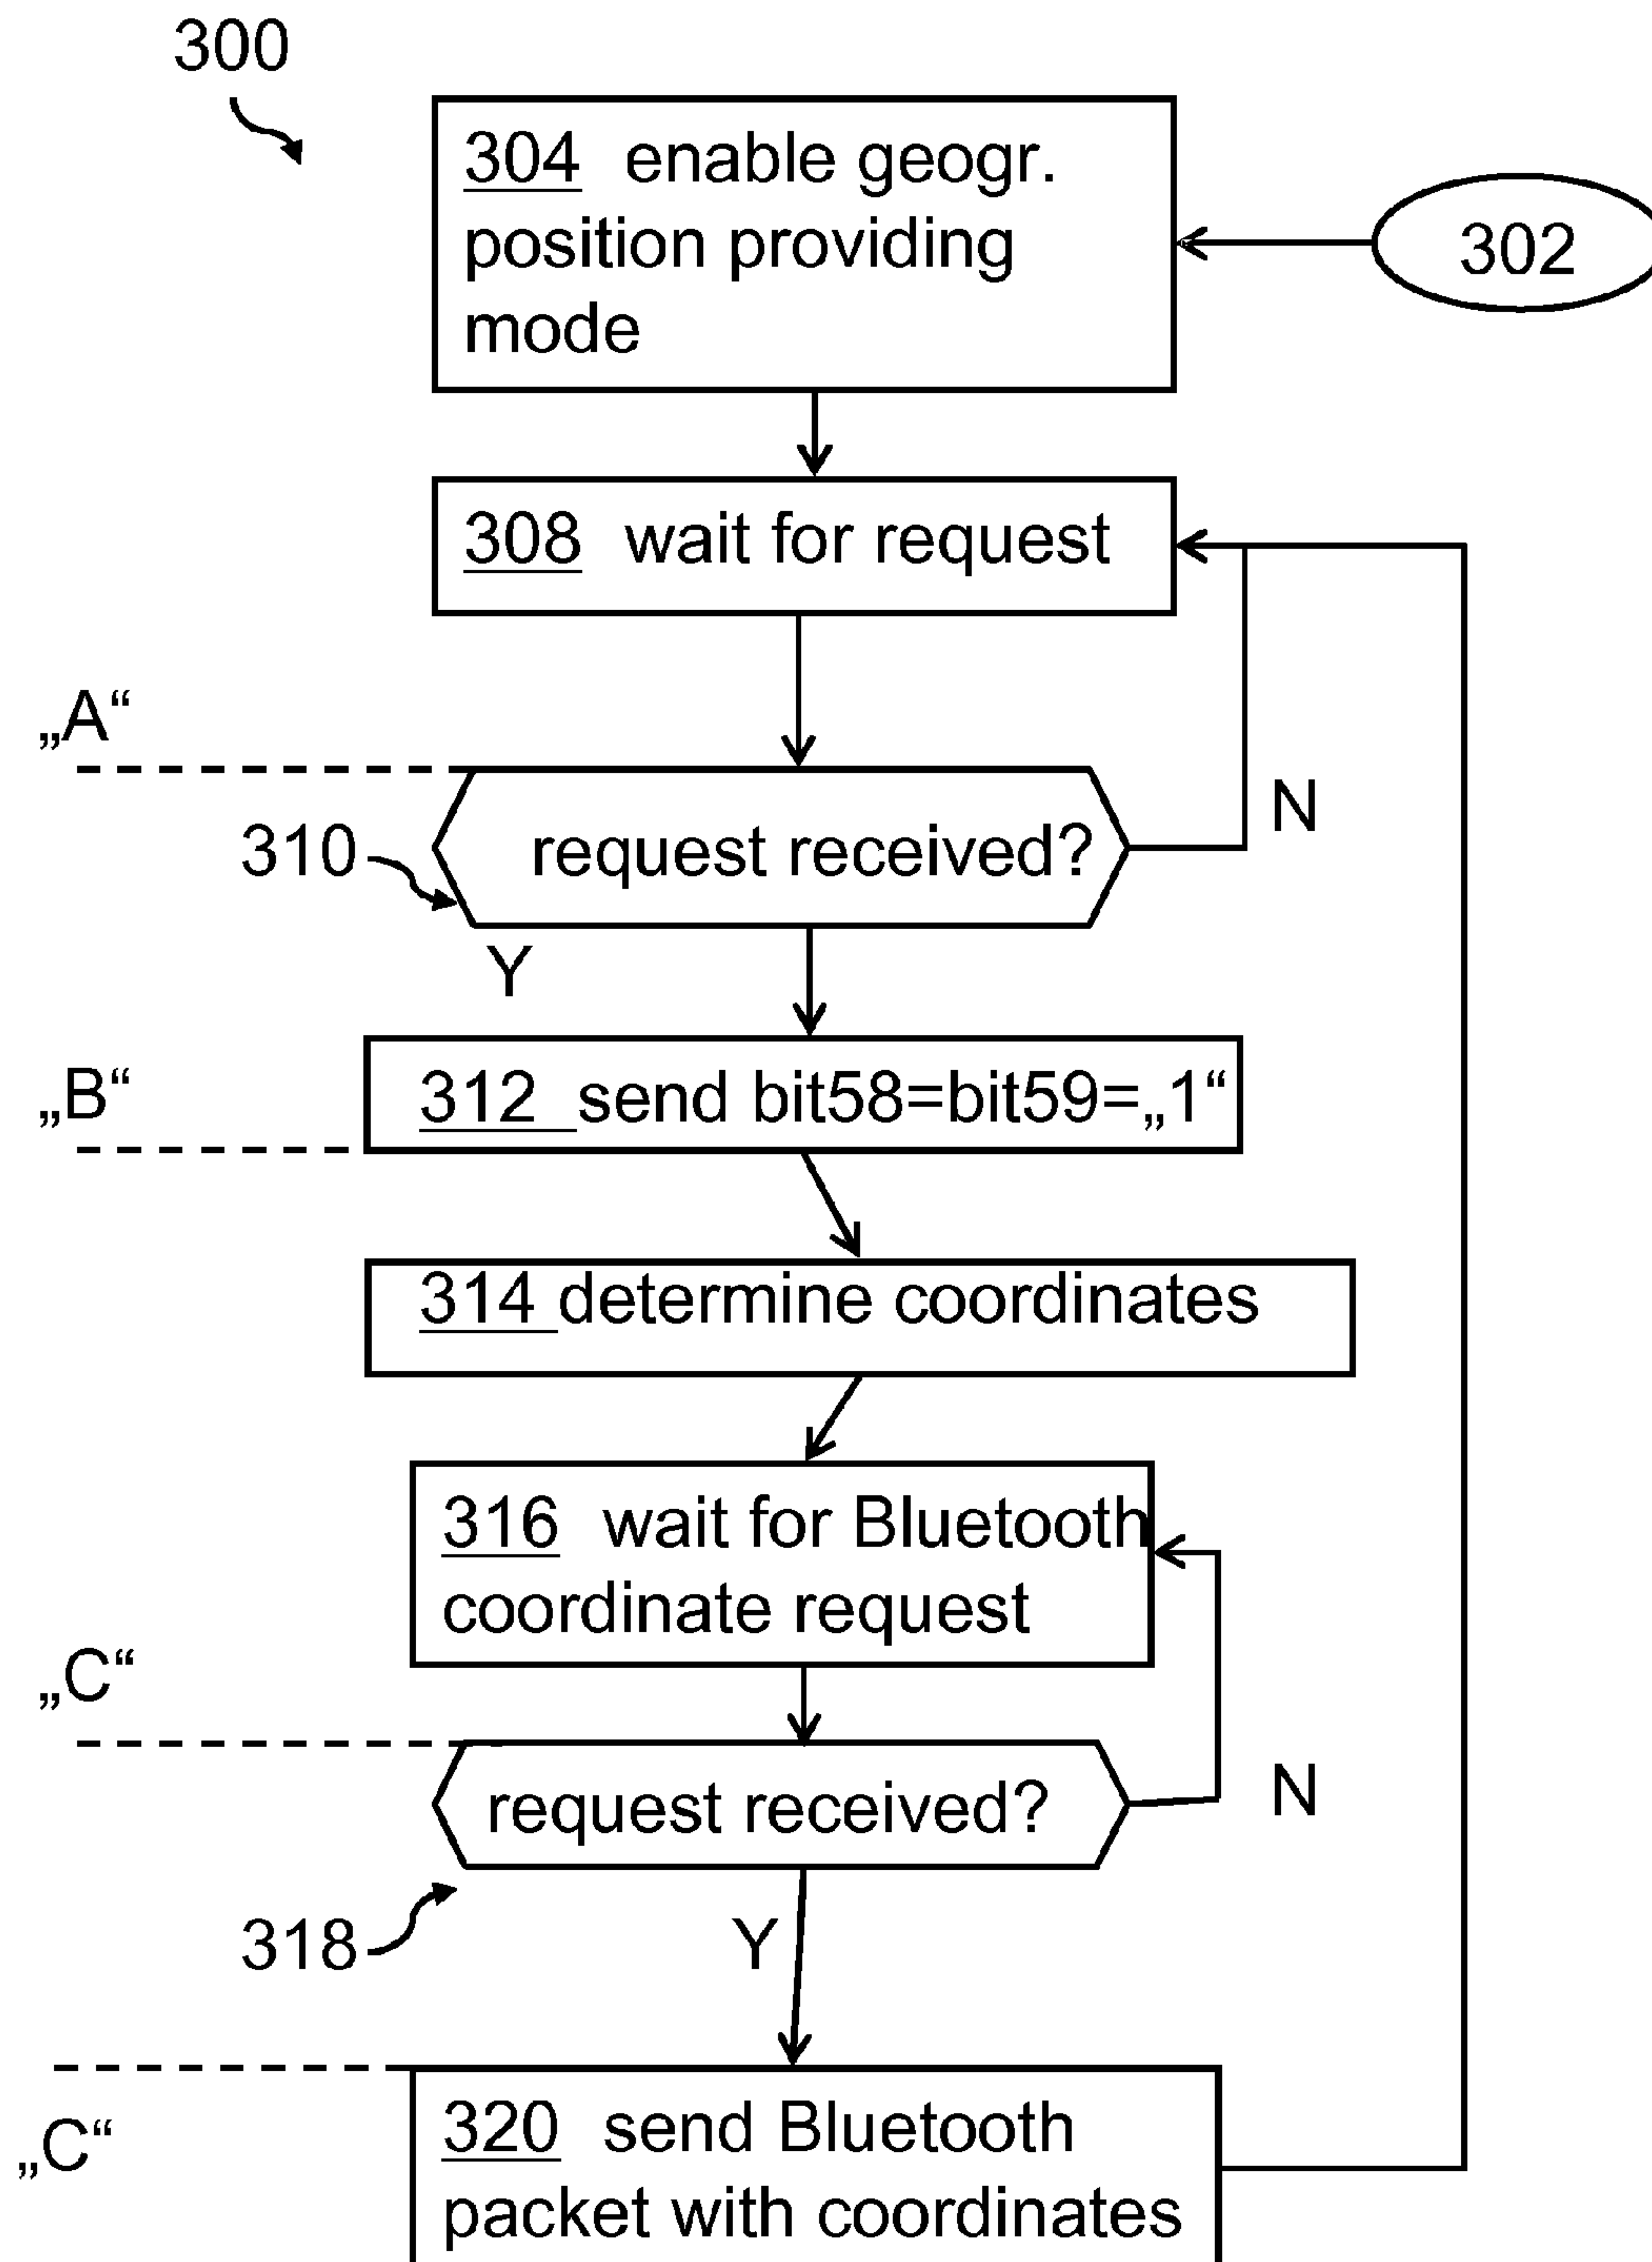 300
304 enable geogr.
position providing
mode
302
308 wait for request
„A“
310
request received?
N
Y
„B“
312 send bit58=bit59=„1“
314 determine coordinates
316 wait for Bluetooth
coordinate request
„C“
request received?
N
318
Y
„C“
320 send Bluetooth
packet with coordinates